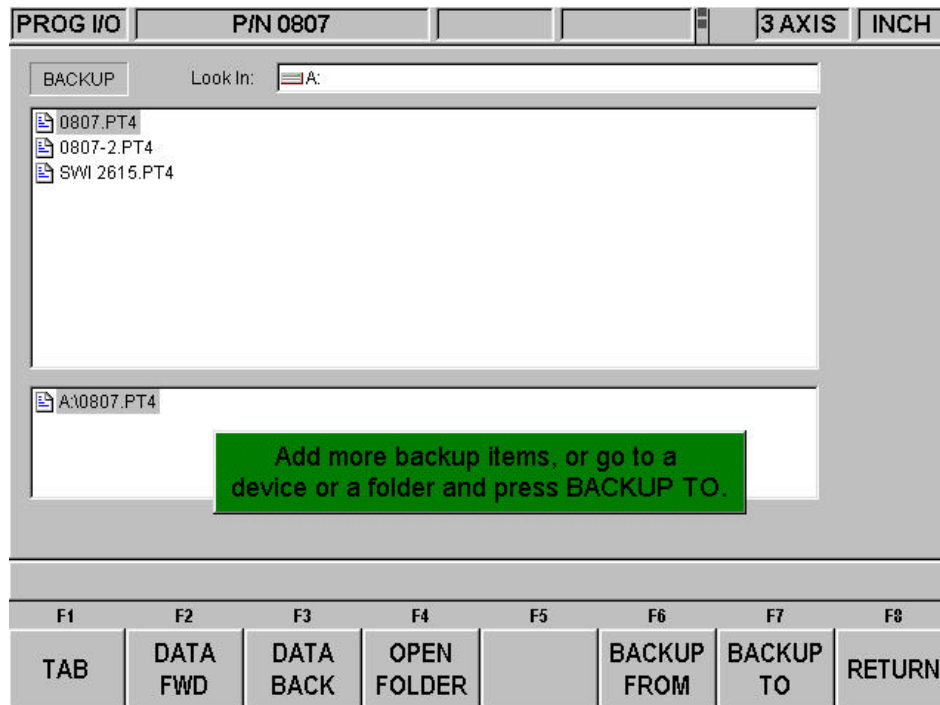 PROG I/O P/N 0807 3 AXIS INCH
BACKUP Look In: A:
0807.PT4
0807-2.PT4
SWI 2615.PT4
A:\0807.PT4
Add more backup items, or go to a
device or a folder and press BACKUP TO.
F1 F2 F3 F4 F5 F6 F7 F8
TAB DATA FWD DATA BACK OPEN FOLDER BACKUP FROM BACKUP TO RETURN